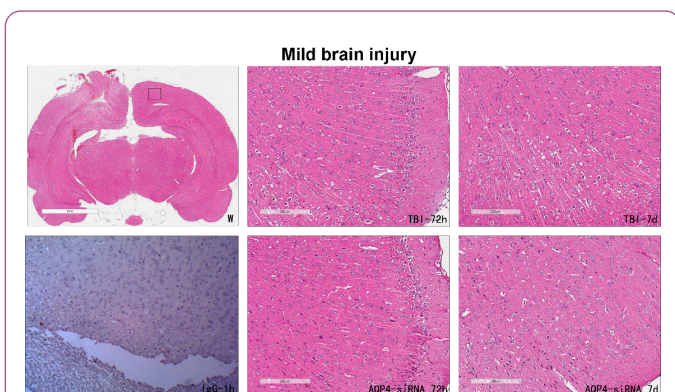 Mild brain injury
W
TBI-72h
TBI-7d
IgG-1h
AQP4-siRNA 72h
AQP4-siRNA 7d